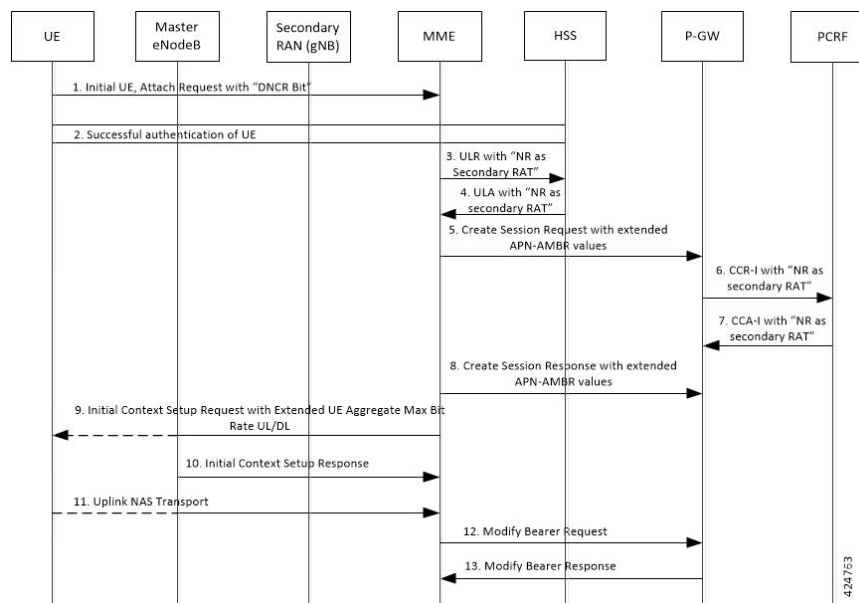 UE
Master
eNodeB
Secondary
RAN (gNB)
MME
HSS
P-GW
PCRF
1. Initial UE, Attach Request with “DNCR Bit”
2. Successful authentication of UE
3. ULR with “NR as
Secondary RAT”
4. ULA with “NR as
secondary RAT”
5. Create Session Request with extended
APN-AMBR values
6. CCR-I with “NR as
secondary RAT”
7. CCA-I with “NR as
secondary RAT”
8. Create Session Response with extended
APN-AMBR values
9. Initial Context Setup Request with Extended UE Aggregate Max Bit
Rate UL/DL
10. Initial Context Setup Response
11. Uplink NAS Transport
12. Modify Bearer Request
13. Modify Bearer Response
424763